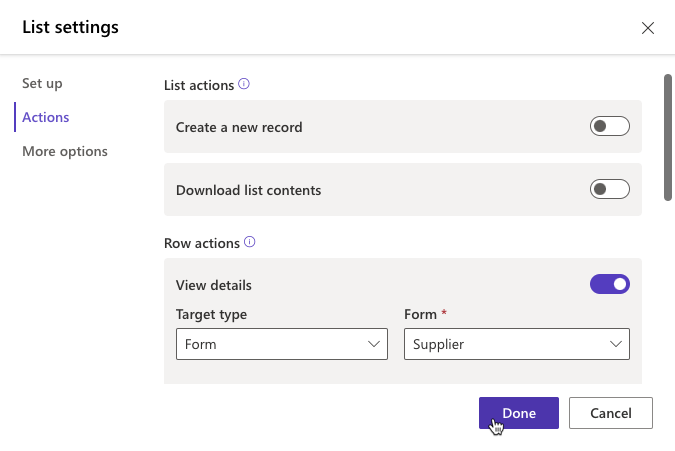 List settings
Set up
Actions
More options
List actions
Create a new record
Download list contents
Row actions
View details
Target type
Form *
Form
Supplier
Done
Cancel